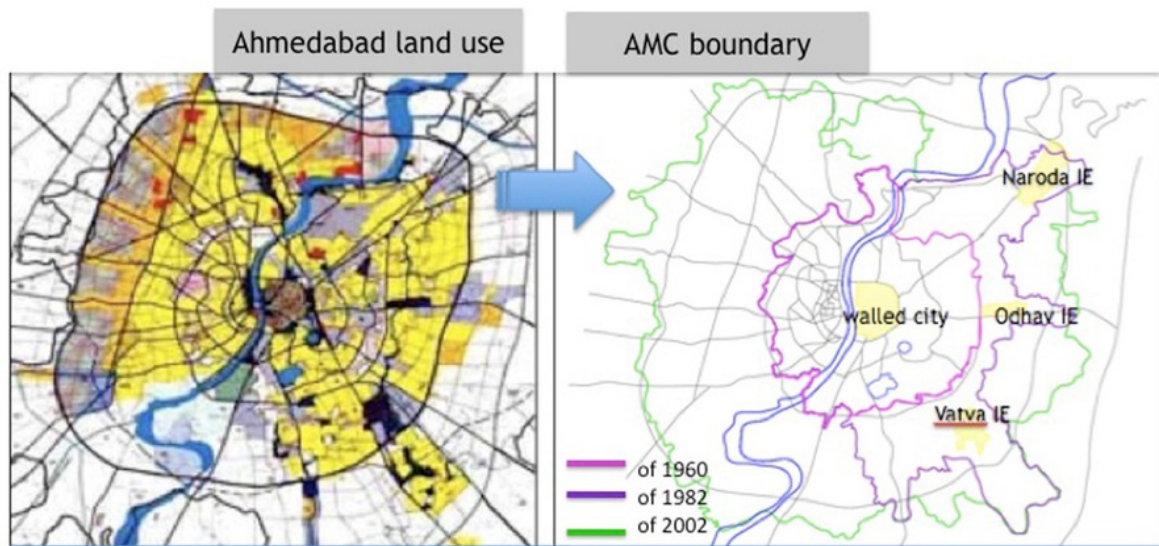 Ahmedabad land use
AMC boundary
Naroda IE
walled city
Odhav IE
Vatva IE
of 1960
of 1982
of 2002